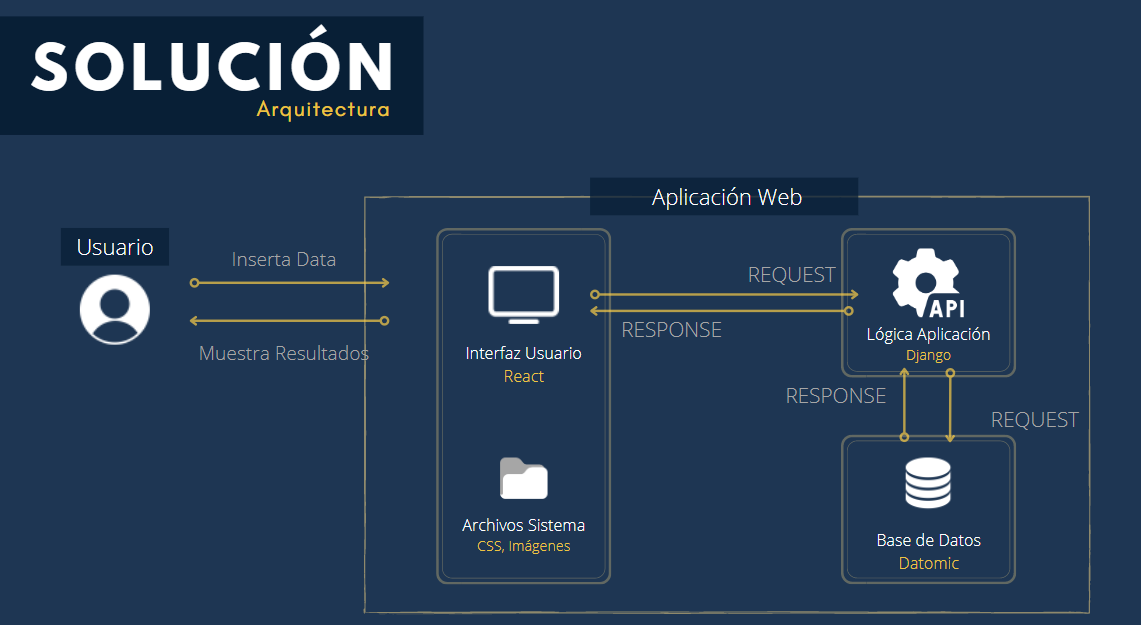 SOLUCIÓN
Arquitectura
Aplicación Web
Usuario
Inserta Data
Muestra Resultados
Interfaz Usuario
React
Archivos Sistema
CSS, Imágenes
REQUEST
RESPONSE
API
Lógica Aplicación
Django
RESPONSE
REQUEST
Base de Datos
Datomic